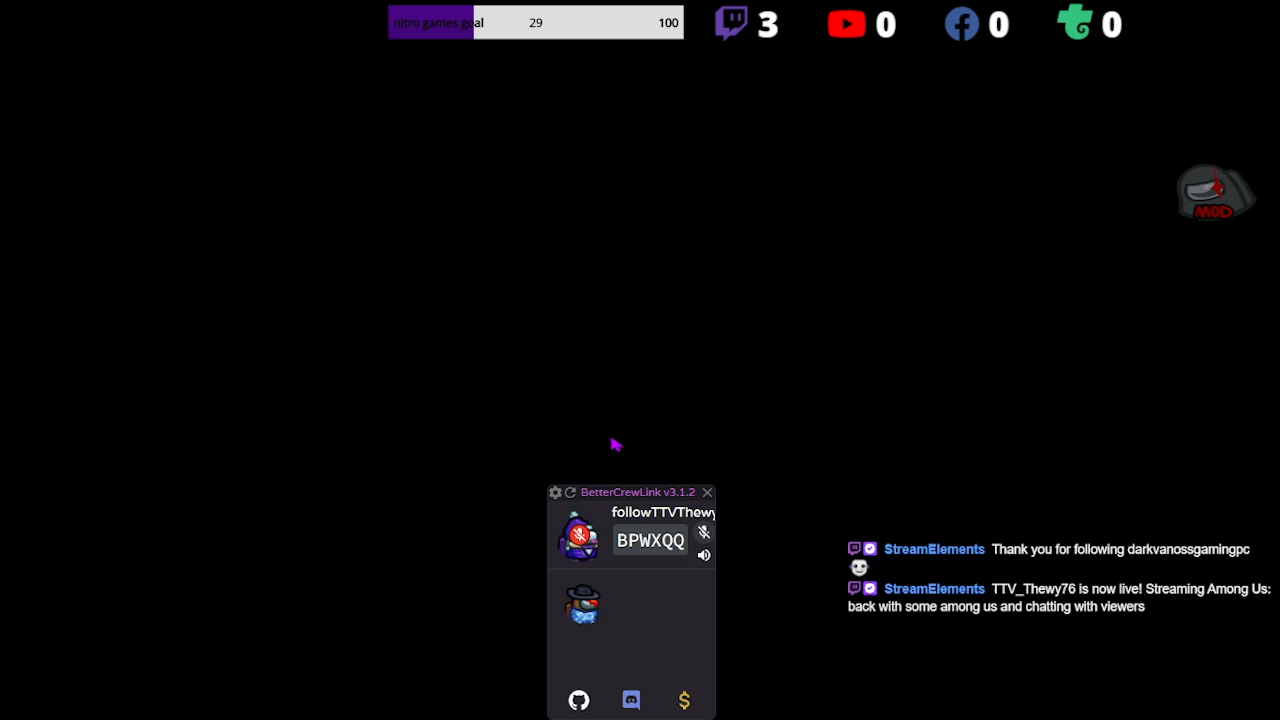 nitro games goal 29 100
3 0 0 0
MOD
BetterCrewLink v3.1.2
followTTVThewy
BPWXQQ
StreamElements Thank you for following darkvanossgamingpc
StreamElements TTV_Thewy76 is now live! Streaming Among Us:
back with some among us and chatting with viewers